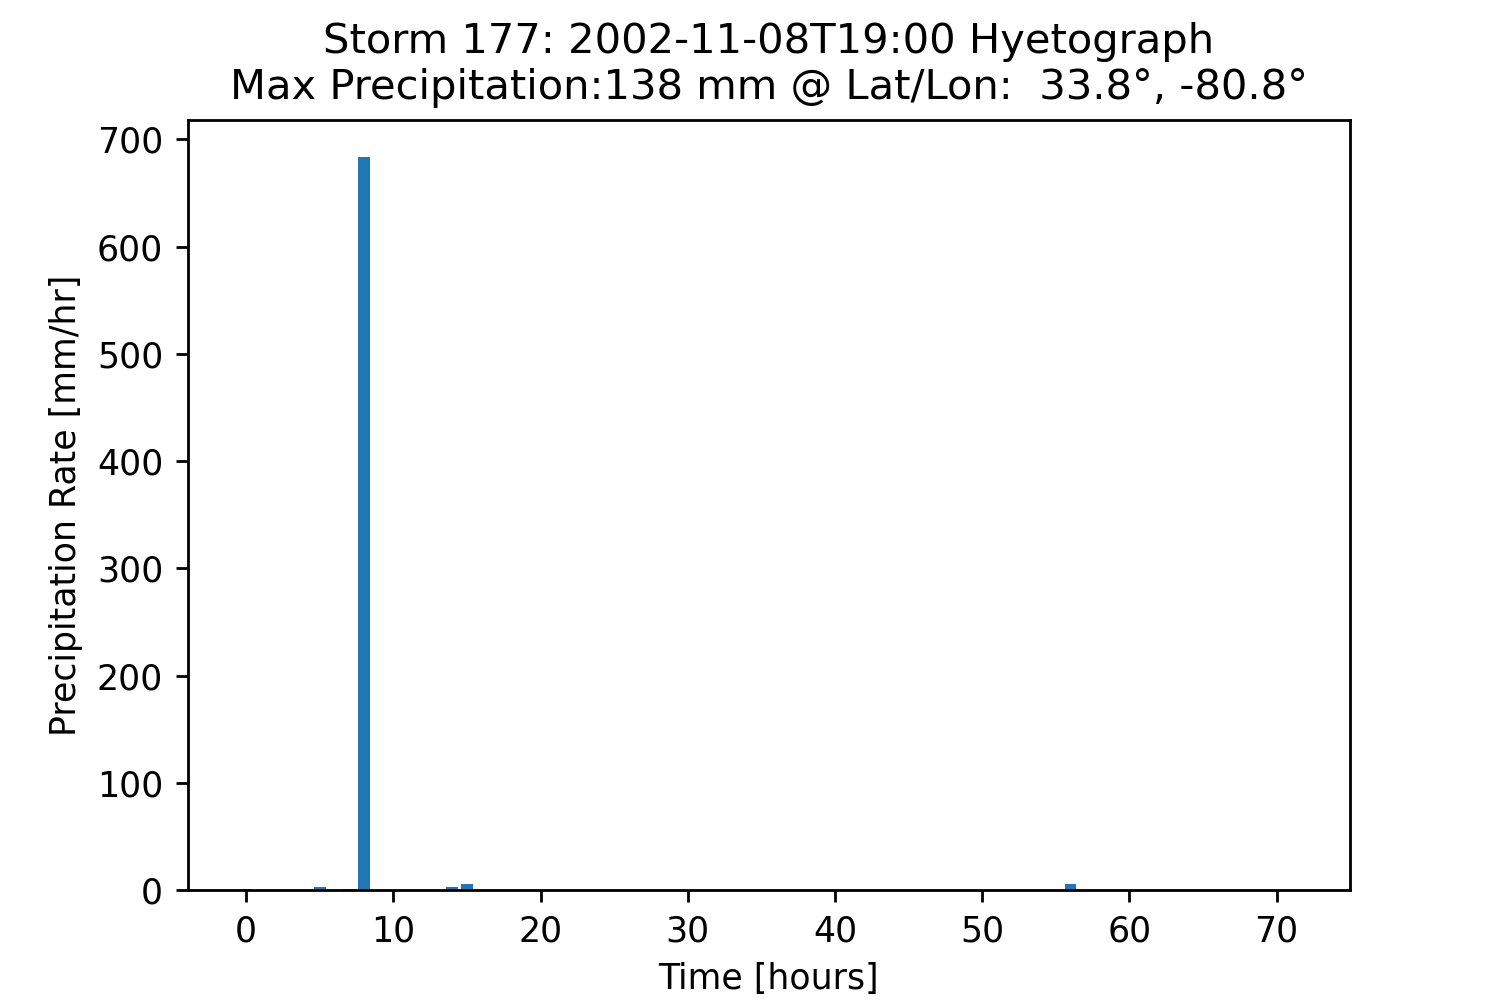 Storm 177: 2002-11-08T19:00 Hyetograph
Max Precipitation:138 mm @ Lat/Lon:  33.8°, -80.8°
700
600
500
400
300
200
100
0
Precipitation Rate [mm/hr]
0 10 20 30 40 50 60 70
Time [hours]